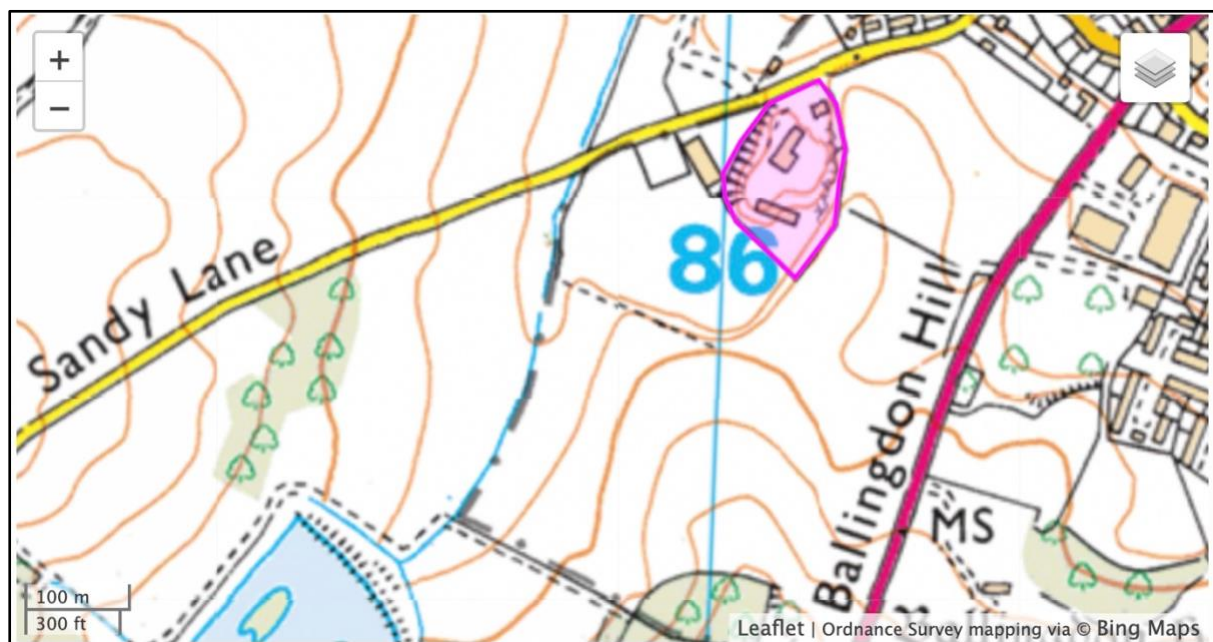 +
−
Sandy Lane
86
Ballingdon Hill
MS
100 m
300 ft
Leaflet | Ordnance Survey mapping via © Bing Maps